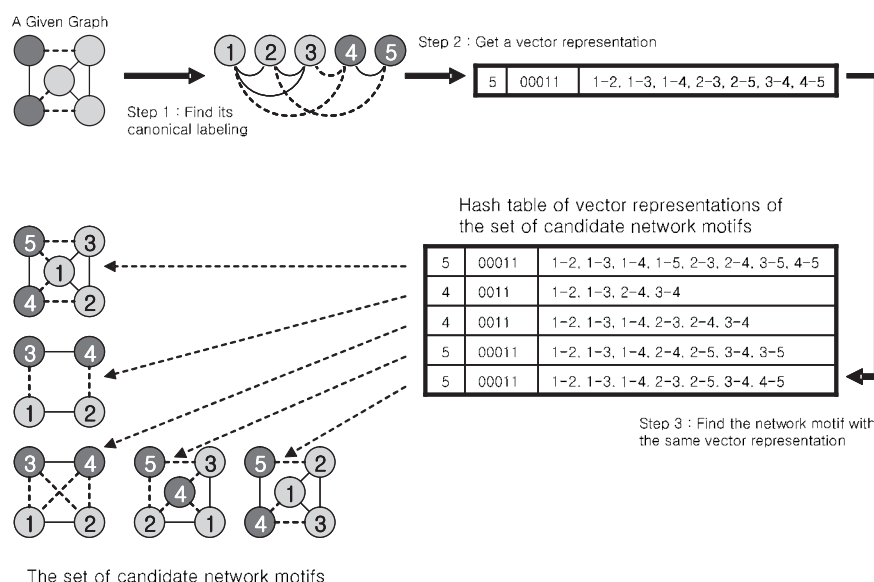 A Given Graph
1 2 3 4 5
Step 1 : Find its
canonical labeling
Step 2 : Get a vector representation
5 00011 1-2, 1-3, 1-4, 2-3, 2-5, 3-4, 4-5
Hash table of vector representations of
the set of candidate network motifs
5 00011 1-2, 1-3, 1-4, 1-5, 2-3, 2-4, 3-5, 4-5
4 0011 1-2, 1-3, 2-4, 3-4
4 0011 1-2, 1-3, 1-4, 2-3, 2-4, 3-4
5 00011 1-2, 1-3, 1-4, 2-4, 2-5, 3-4, 3-5
5 00011 1-2, 1-3, 1-4, 2-3, 2-5, 3-4, 4-5
Step 3 : Find the network motif with
the same vector representation
5 3
1
4 2
3 4
1 2
3 4
1 2
5 3
4
2 1
5 2
1
4 3
The set of candidate network motifs